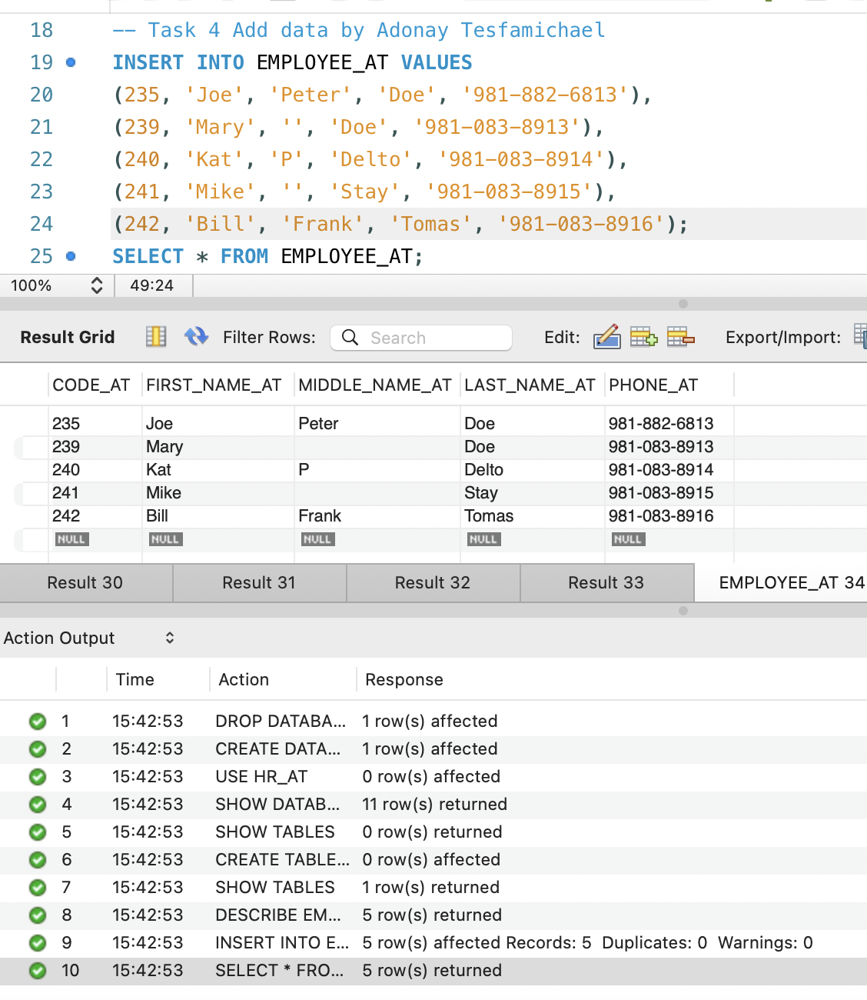 18 -- Task 4 Add data by Adonay Tesfamichael
19 INSERT INTO EMPLOYEE_AT VALUES
20 (235, 'Joe', 'Peter', 'Doe', '981-882-6813'),
21 (239, 'Mary', '', 'Doe', '981-083-8913'),
22 (240, 'Kat', 'P', 'Delto', '981-083-8914'),
23 (241, 'Mike', '', 'Stay', '981-083-8915'),
24 (242, 'Bill', 'Frank', 'Tomas', '981-083-8916');
25 SELECT * FROM EMPLOYEE_AT;
100% 49:24
Result Grid Filter Rows: Search Edit: Export/Import:
CODE_AT FIRST_NAME_AT MIDDLE_NAME_AT LAST_NAME_AT PHONE_AT
235 Joe Peter Doe 981-882-6813
239 Mary Doe 981-083-8913
240 Kat P Delto 981-083-8914
241 Mike Stay 981-083-8915
242 Bill Frank Tomas 981-083-8916
NULL NULL NULL NULL NULL
Result 30 Result 31 Result 32 Result 33 EMPLOYEE_AT 34
Action Output
Time Action Response
1 15:42:53 DROP DATABA... 1 row(s) affected
2 15:42:53 CREATE DATA... 1 row(s) affected
3 15:42:53 USE HR_AT 0 row(s) affected
4 15:42:53 SHOW DATAB... 11 row(s) returned
5 15:42:53 SHOW TABLES 0 row(s) returned
6 15:42:53 CREATE TABLE... 0 row(s) affected
7 15:42:53 SHOW TABLES 1 row(s) returned
8 15:42:53 DESCRIBE EM... 5 row(s) returned
9 15:42:53 INSERT INTO E... 5 row(s) affected Records: 5 Duplicates: 0 Warnings: 0
10 15:42:53 SELECT * FRO... 5 row(s) returned